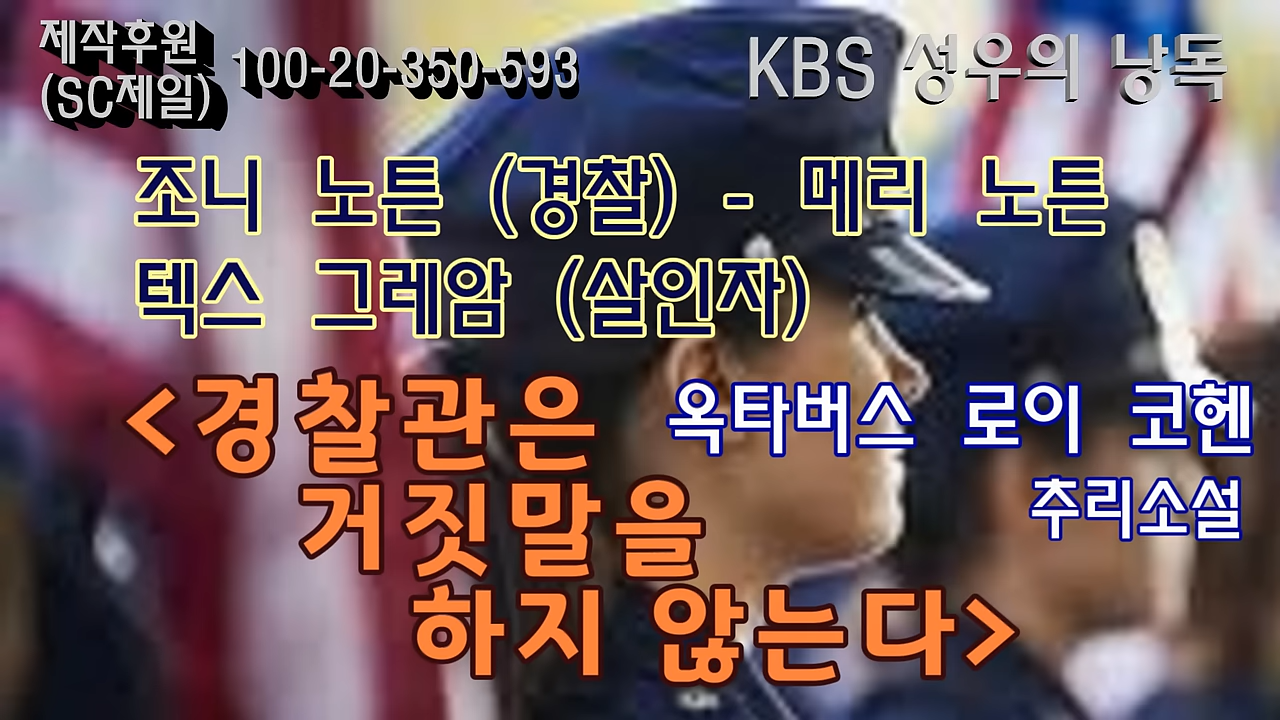 제작후원
(SC제일) 100-20-350-593
KBS 성우의 낭독
조니 노튼 (경찰) - 메리 노튼
텍스 그레암 (살인자)
<경찰관은
거짓말을
하지 않는다>
옥타버스 로이 코헨
추리소설